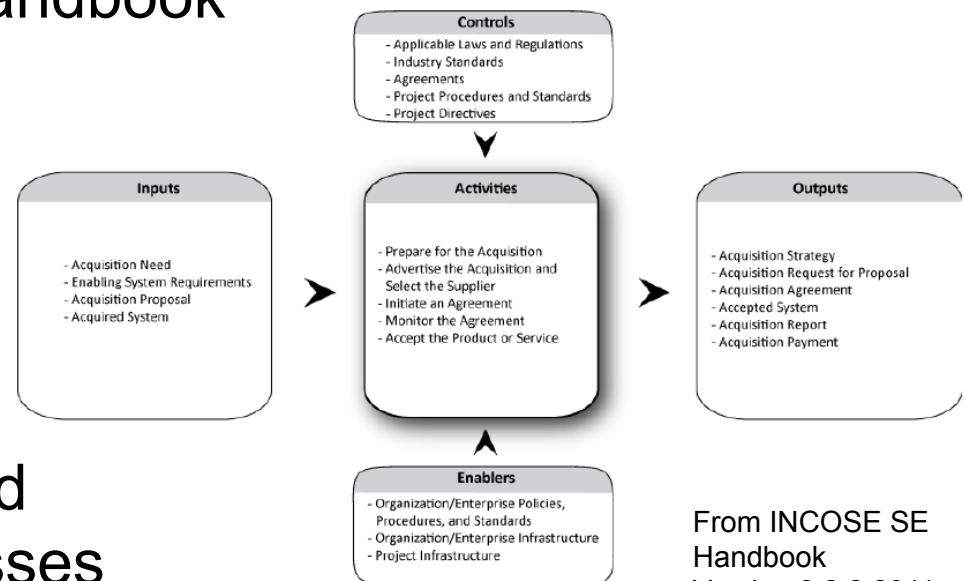 Handbook
Controls
- Applicable Laws and Regulations
- Industry Standards
- Agreements
- Project Procedures and Standards
- Project Directives
Inputs
- Acquisition Need
- Enabling System Requirements
- Acquisition Proposal
- Acquired System
Activities
- Prepare for the Acquisition
- Advertise the Acquisition and
Select the Supplier
- Initiate an Agreement
- Monitor the Agreement
- Accept the Product or Service
Outputs
- Acquisition Strategy
- Acquisition Request for Proposal
- Acquisition Agreement
- Accepted System
- Acquisition Report
- Acquisition Payment
Enablers
- Organization/Enterprise Policies,
Procedures, and Standards
- Organization/Enterprise Infrastructure
- Project Infrastructure
From INCOSE SE
Handbook